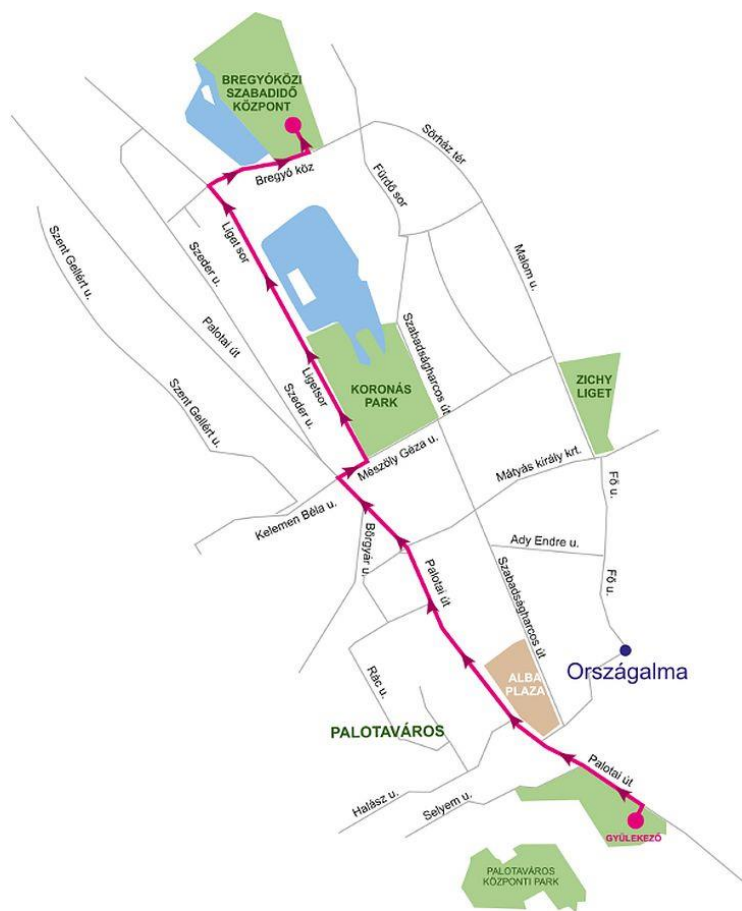 BREGYÓKÖZI
SZABADIDŐ
KÖZPONT
Sörház tér
Bregyó köz
Fürdő sor
Liget sor
Szeder u.
Szent Gellért u.
Malom u.
Palotai út
Szabadságharcos út
Ligetsor
Szeder u.
KORONÁS
PARK
ZICHY
LIGET
Szent Gellért u.
Mészöly Géza u.
Mátyás király krt.
Kelemen Béla u.
Fő u.
Bőrgyár u.
Ady Endre u.
Palotai út
Szabadságharcos út
Fő u.
Országalma
ALBA
PLAZA
Rác u.
PALOTAVÁROS
Palotai út
Halász u.
Selyem u.
GYÜLEKEZŐ
PALOTAVÁROS
KÖZPONTI PARK